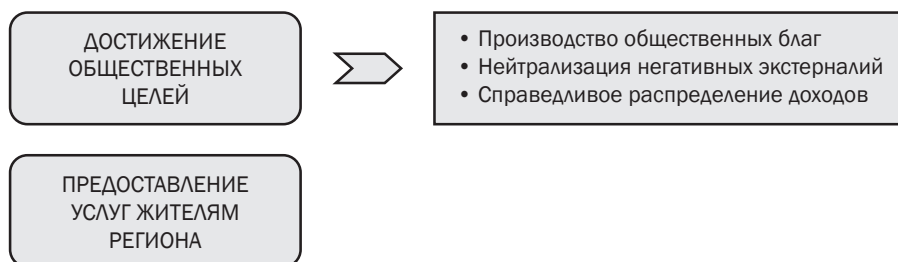 ДОСТИЖЕНИЕ
ОБЩЕСТВЕННЫХ
ЦЕЛЕЙ
• Производство общественных благ
• Нейтрализация негативных экстерналий
• Справедливое распределение доходов
ПРЕДОСТАВЛЕНИЕ
УСЛУГ ЖИТЕЛЯМ
РЕГИОНА